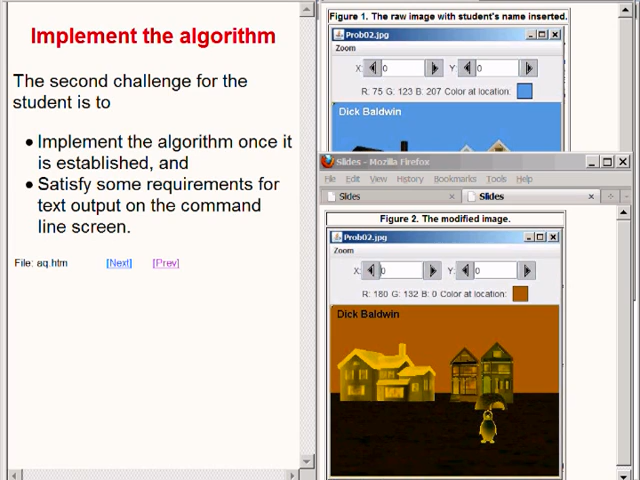 Implement the algorithm
The second challenge for the
student is to
Implement the algorithm once it
is established, and
Satisfy some requirements for
text output on the command
line screen.
File: aq.htm [Next] [Prev]
Figure 1. The raw image with student's name inserted.
Prob02.jpg
Zoom
X: 0 Y: 0
R: 75 G: 123 B: 207 Color at location:
Dick Baldwin
Slides - Mozilla Firefox
File Edit View History Bookmarks Tools Help
Slides Slides
Figure 2. The modified image.
Prob02.jpg
Zoom
X: 0 Y: 0
R: 180 G: 132 B: 0 Color at location:
Dick Baldwin